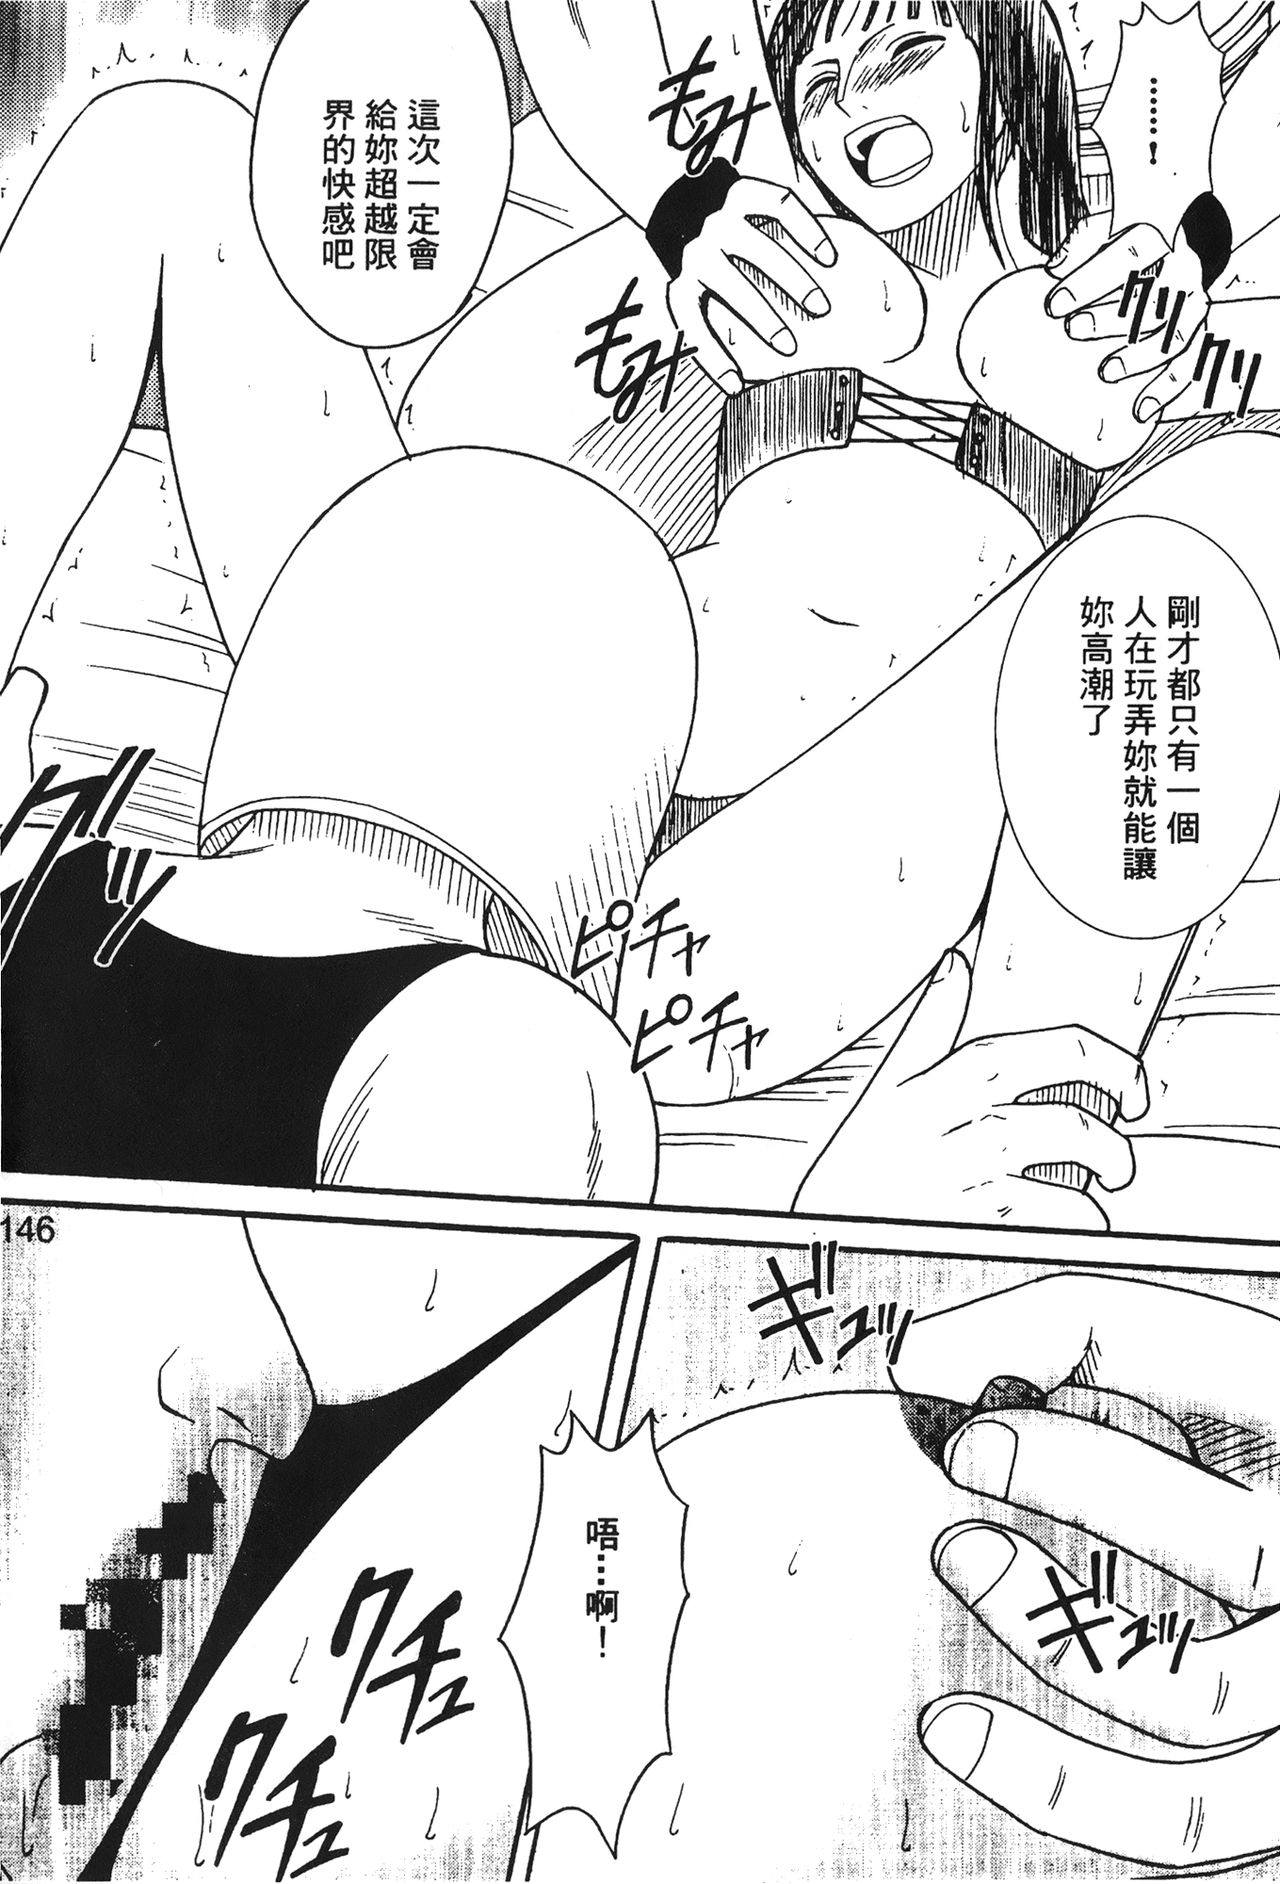 ……！
剛才都只有一個
人在玩弄妳就能讓
妳高潮了
這次一定會
給妳超越限
界的快感吧
もみ
もみ
クリ
クリ
グ
ピチャ
ピチャ
146
ギュッ
ギュッ
唔……啊！
クチュ
クチュ